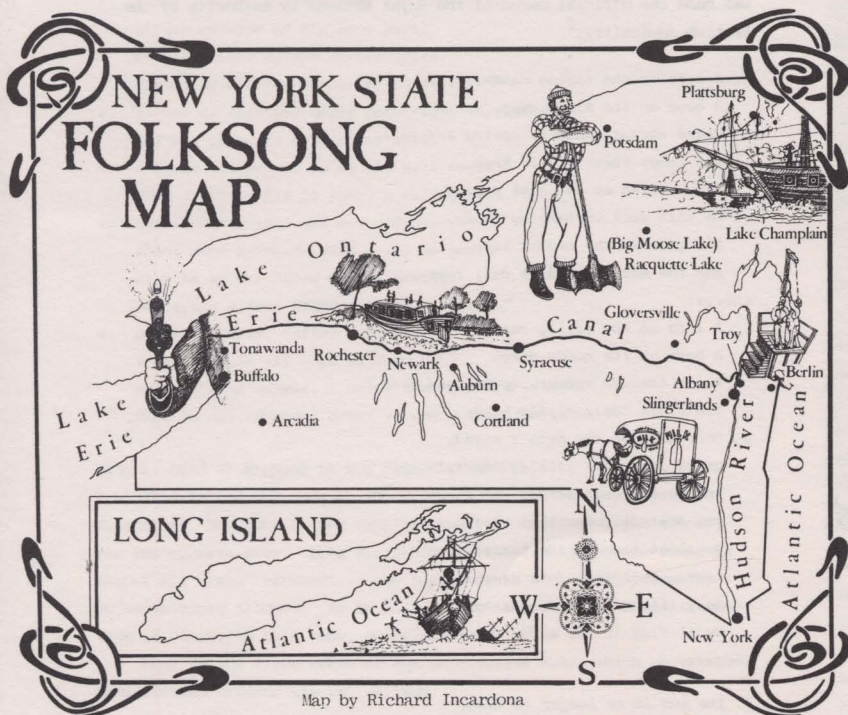 NEW YORK STATE
FOLKSONG
MAP
Plattsburg
Potsdam
Lake Champlain
(Big Moose Lake)
Racquette Lake
Lake Ontario
Gloversville
Erie Canal
Troy
Tonawanda
Rochester
Newark
Syracuse
Buffalo
Auburn
Albany
Berlin
Slingerlands
Cortland
Lake
Erie
Arcadia
MILK
Hudson River
Atlantic Ocean
LONG ISLAND
Atlantic Ocean
N
W
E
S
New York
Map by Richard Incardona